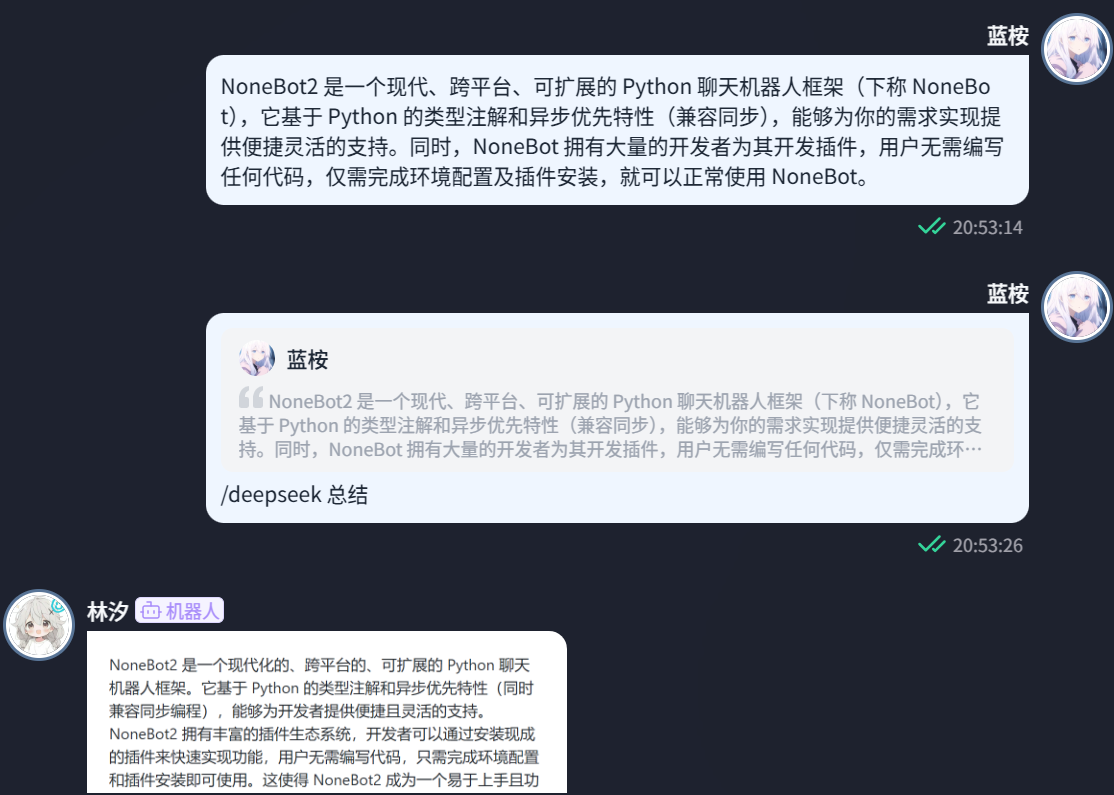 蓝桉
NoneBot2 是一个现代、跨平台、可扩展的 Python 聊天机器人框架（下称 NoneBo
t），它基于 Python 的类型注解和异步优先特性（兼容同步），能够为你的需求实现提
供便捷灵活的支持。同时，NoneBot 拥有大量的开发者为其开发插件，用户无需编写
任何代码，仅需完成环境配置及插件安装，就可以正常使用 NoneBot。
20:53:14
蓝桉
蓝桉
NoneBot2 是一个现代、跨平台、可扩展的 Python 聊天机器人框架（下称 NoneBot），它
基于 Python 的类型注解和异步优先特性（兼容同步），能够为你的需求实现提供便捷灵活的支
持。同时，NoneBot 拥有大量的开发者为其开发插件，用户无需编写任何代码，仅需完成环…
/deepseek 总结
20:53:26
林汐 机器人
NoneBot2 是一个现代化的、跨平台的、可扩展的 Python 聊天
机器人框架。它基于 Python 的类型注解和异步优先特性（同时
兼容同步编程），能够为开发者提供便捷且灵活的支持。
NoneBot2 拥有丰富的插件生态系统，开发者可以通过安装现成
的插件来快速实现功能，用户无需编写代码，只需完成环境配置
和插件安装即可使用。这使得 NoneBot2 成为一个易于上手且功